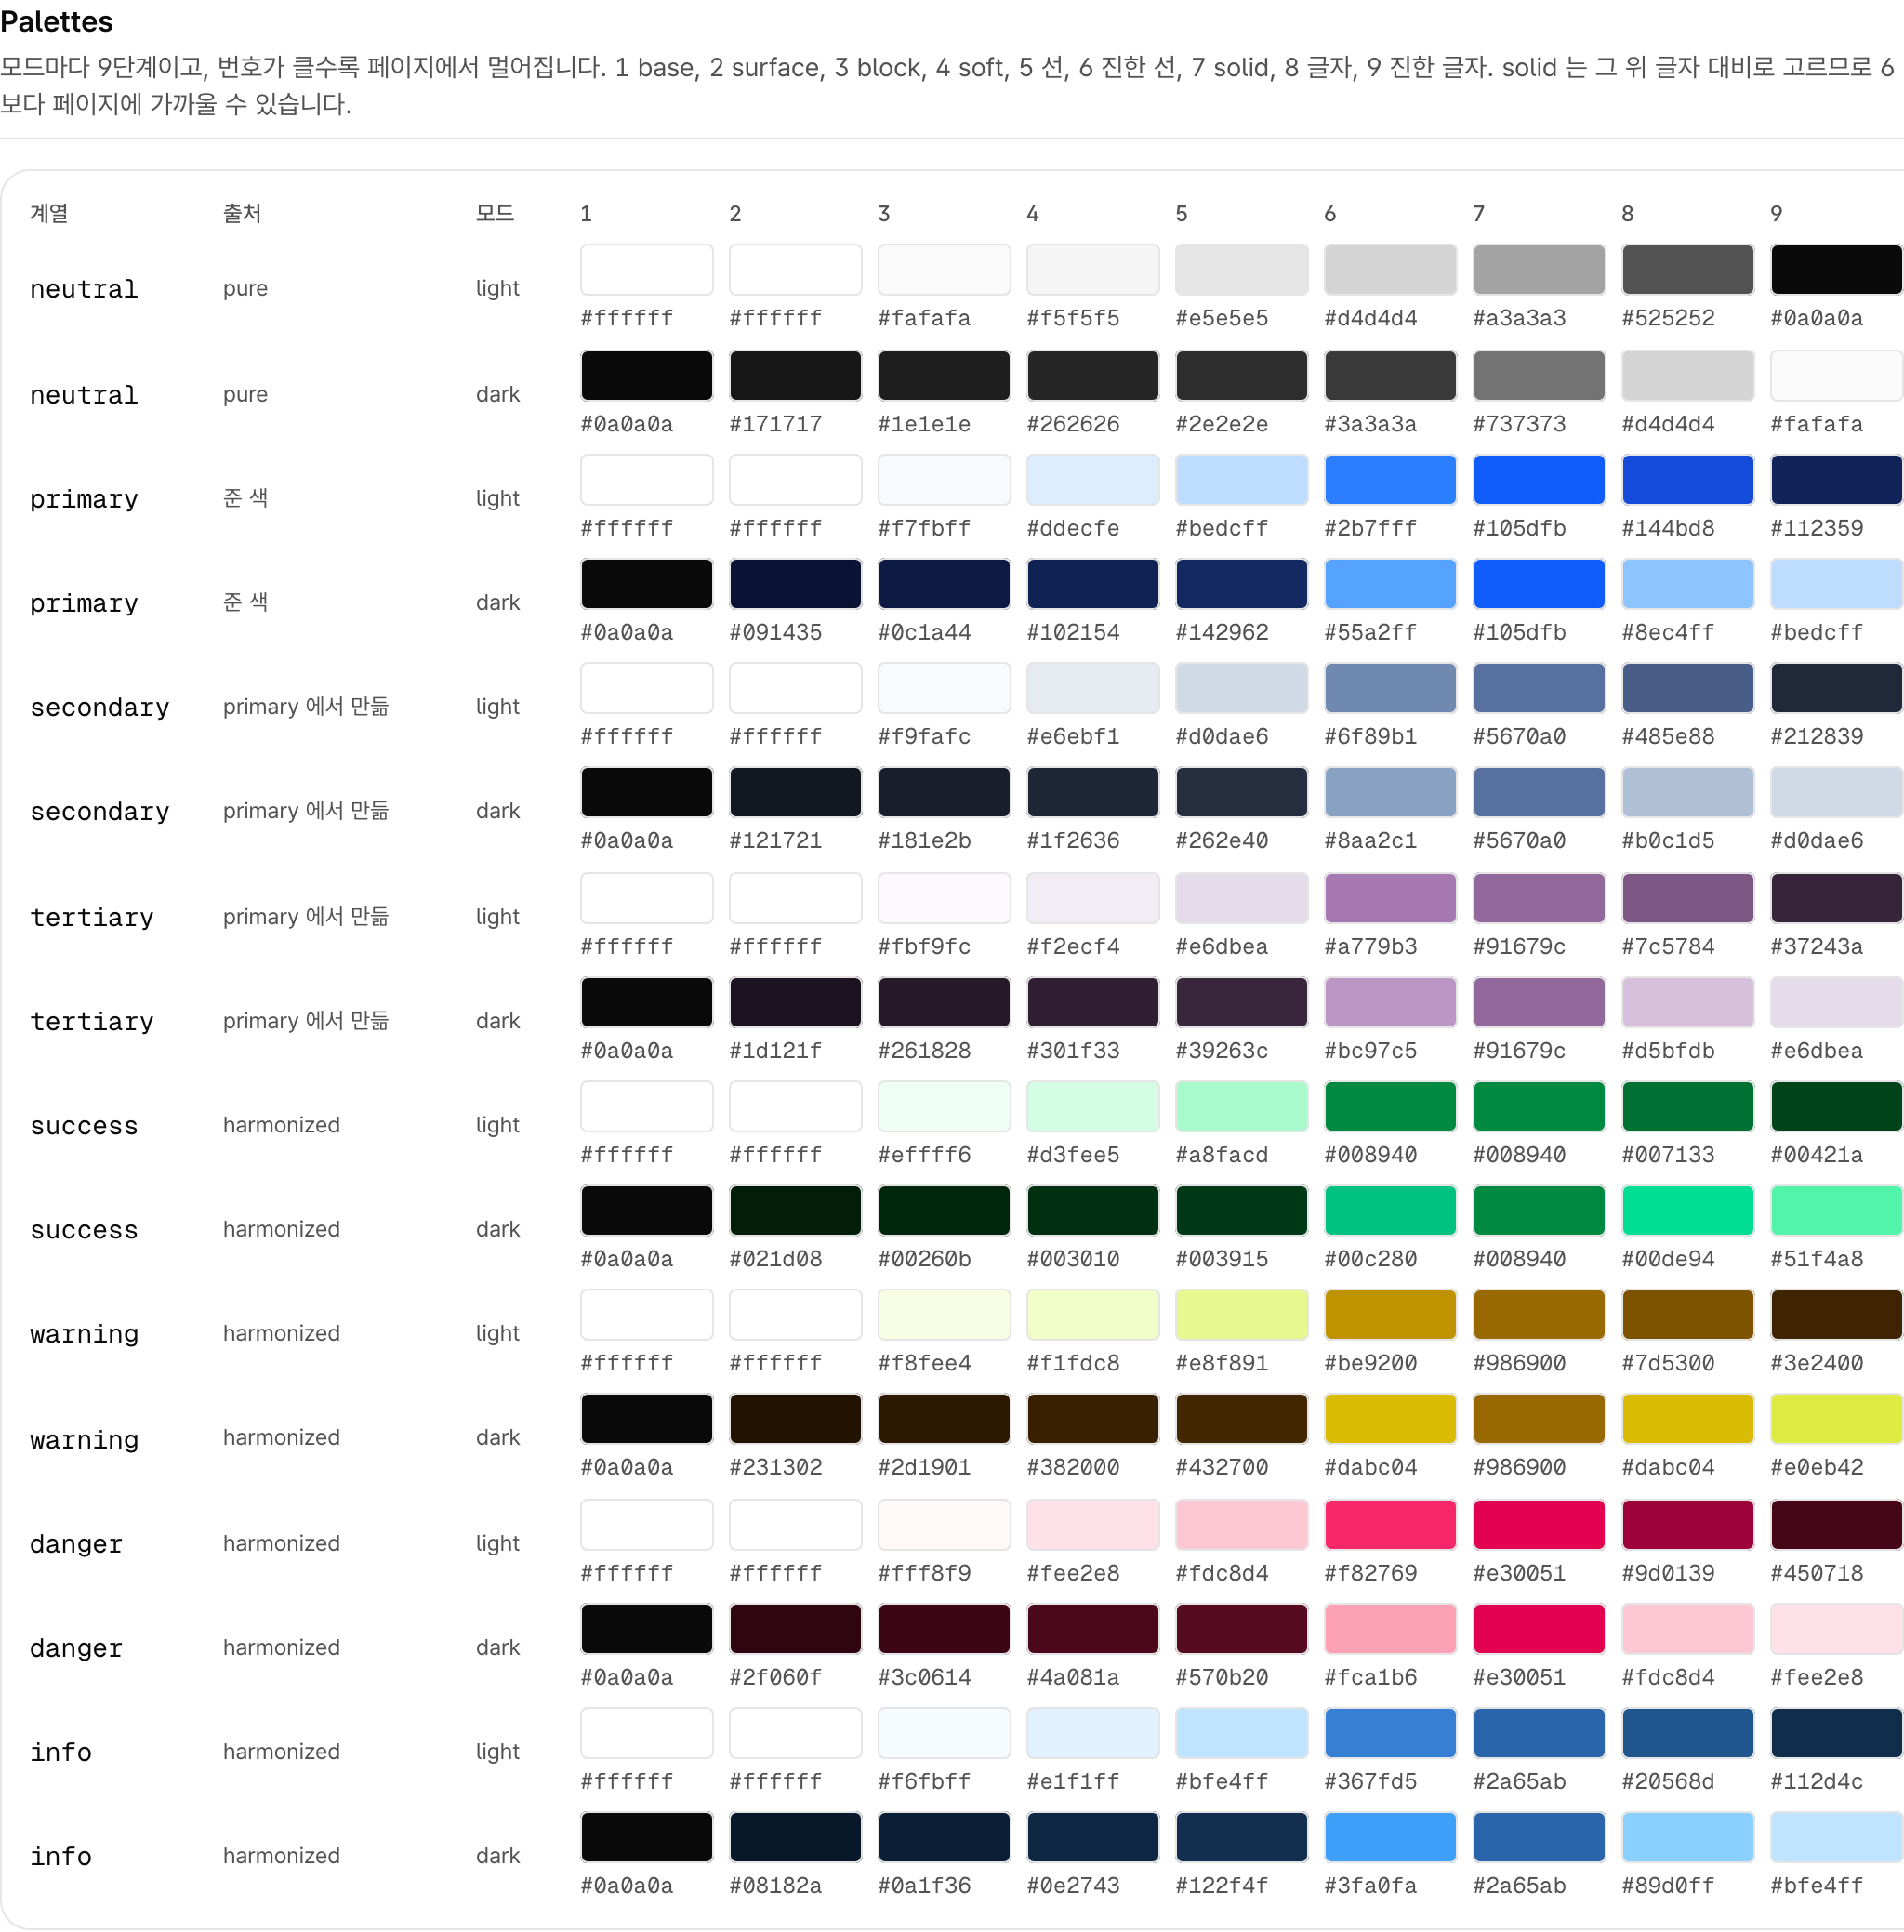 Palettes
모드마다 9단계이고, 번호가 클수록 페이지에서 멀어집니다. 1 base, 2 surface, 3 block, 4 soft, 5 선, 6 진한 선, 7 solid, 8 글자, 9 진한 글자. solid 는 그 위 글자 대비로 고르므로 6
보다 페이지에 가까울 수 있습니다.
계열 출처 모드 1 2 3 4 5 6 7 8 9
neutral pure light
#ffffff #ffffff #fafafa #f5f5f5 #e5e5e5 #d4d4d4 #a3a3a3 #525252 #0a0a0a
neutral pure dark
#0a0a0a #171717 #1e1e1e #262626 #2e2e2e #3a3a3a #737373 #d4d4d4 #fafafa
primary 준 색 light
#ffffff #ffffff #f7fbff #ddecfe #bedcff #2b7fff #105dfb #144bd8 #112359
primary 준 색 dark
#0a0a0a #091435 #0c1a44 #102154 #142962 #55a2ff #105dfb #8ec4ff #bedcff
secondary primary 에서 만듦 light
#ffffff #ffffff #f9fafc #e6ebf1 #d0dae6 #6f89b1 #5670a0 #485e88 #212839
secondary primary 에서 만듦 dark
#0a0a0a #121721 #181e2b #1f2636 #262e40 #8aa2c1 #5670a0 #b0c1d5 #d0dae6
tertiary primary 에서 만듦 light
#ffffff #ffffff #fbf9fc #f2ecf4 #e6dbea #a779b3 #91679c #7c5784 #37243a
tertiary primary 에서 만듦 dark
#0a0a0a #1d121f #261828 #301f33 #39263c #bc97c5 #91679c #d5bfdb #e6dbea
success harmonized light
#ffffff #ffffff #effff6 #d3fee5 #a8facd #008940 #008940 #007133 #00421a
success harmonized dark
#0a0a0a #021d08 #00260b #003010 #003915 #00c280 #008940 #00de94 #51f4a8
warning harmonized light
#ffffff #ffffff #f8fee4 #f1fdc8 #e8f891 #be9200 #986900 #7d5300 #3e2400
warning harmonized dark
#0a0a0a #231302 #2d1901 #382000 #432700 #dabc04 #986900 #dabc04 #e0eb42
danger harmonized light
#ffffff #ffffff #fff8f9 #fee2e8 #fdc8d4 #f82769 #e30051 #9d0139 #450718
danger harmonized dark
#0a0a0a #2f060f #3c0614 #4a081a #570b20 #fca1b6 #e30051 #fdc8d4 #fee2e8
info harmonized light
#ffffff #ffffff #f6fbff #e1f1ff #bfe4ff #367fd5 #2a65ab #20568d #112d4c
info harmonized dark
#0a0a0a #08182a #0a1f36 #0e2743 #122f4f #3fa0fa #2a65ab #89d0ff #bfe4ff